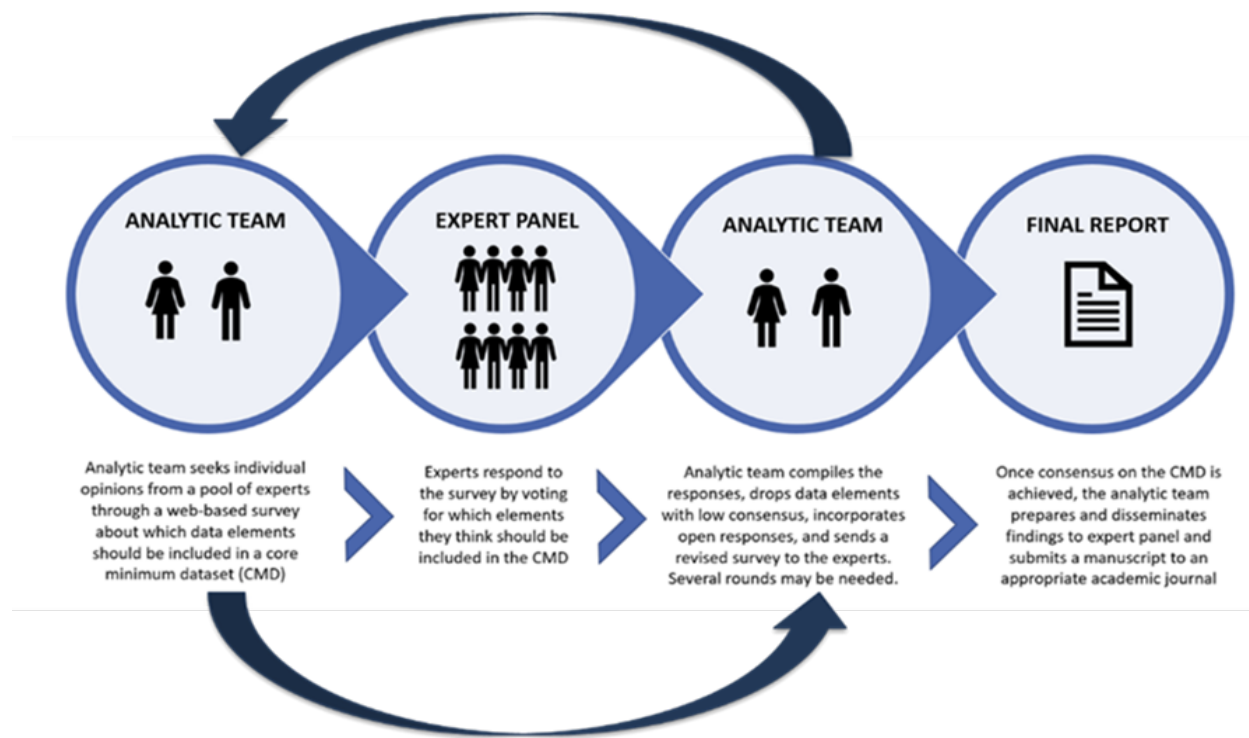 ANALYTIC TEAM
EXPERT PANEL
ANALYTIC TEAM
FINAL REPORT
Analytic team seeks individual
opinions from a pool of experts
through a web-based survey
about which data elements
should be included in a core
minimum dataset (CMD)
Experts respond to
the survey by voting
for which elements
they think should be
included in the CMD
Analytic team compiles the
responses, drops data elements
with low consensus, incorporates
open responses, and sends a
revised survey to the experts.
Several rounds may be needed.
Once consensus on the CMD is
achieved, the analytic team
prepares and disseminates
findings to expert panel and
submits a manuscript to an
appropriate academic journal